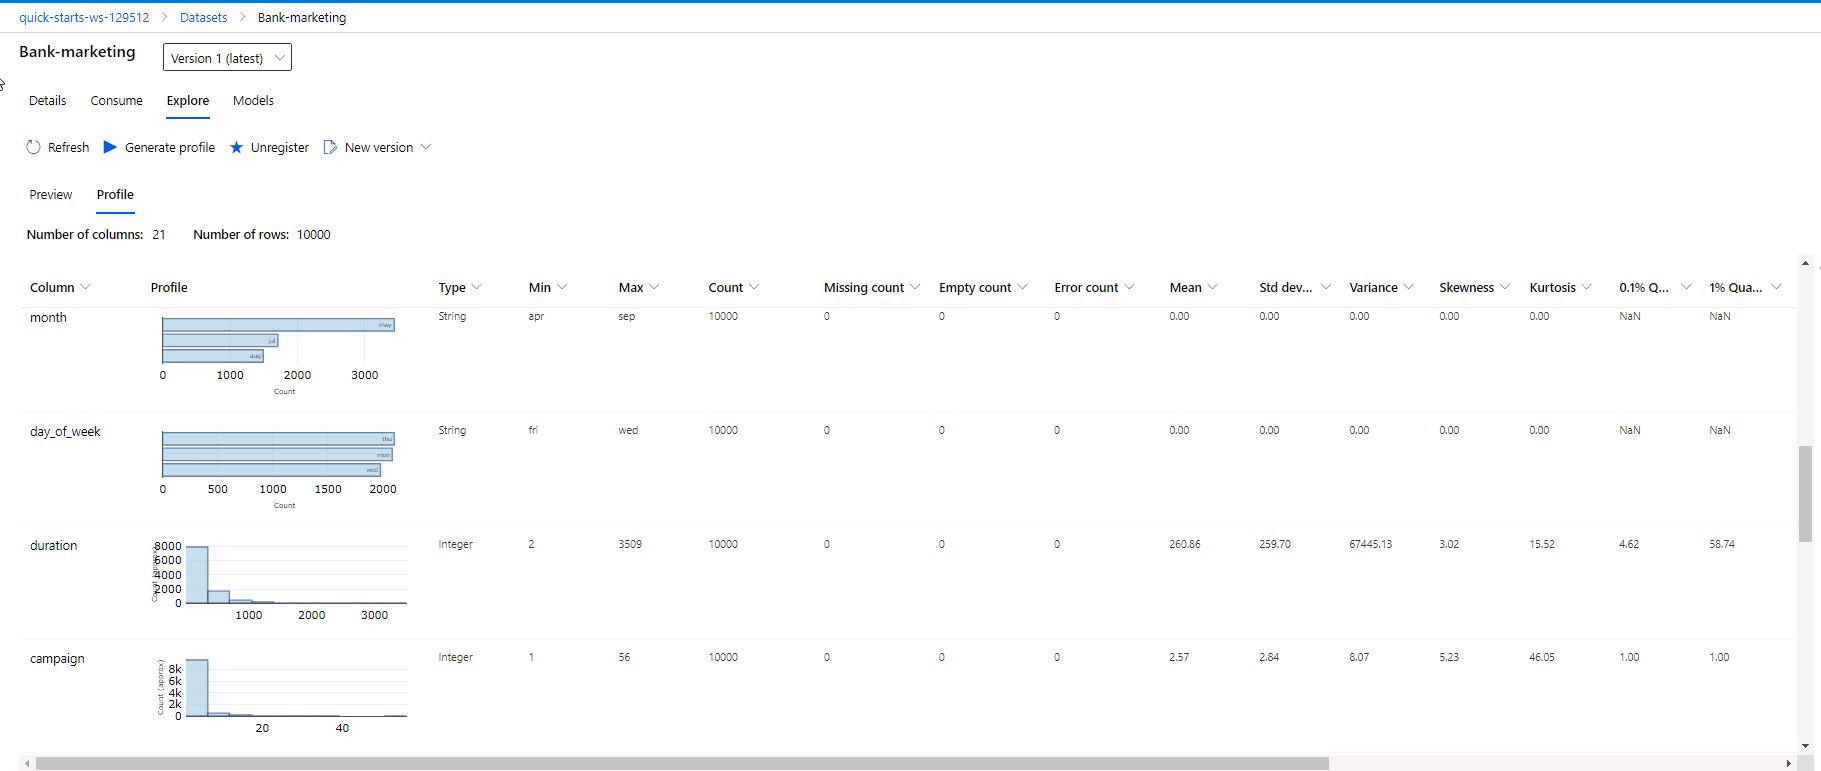 quick-starts-ws-129512 > Datasets > Bank-marketing
Bank-marketing Version 1 (latest)
Details Consume Explore Models
Refresh Generate profile Unregister New version
Preview Profile
Number of columns: 21 Number of rows: 10000
Column Profile Type Min Max Count Missing count Empty count Error count Mean Std dev... Variance Skewness Kurtosis 0.1% Q... 1% Qua...
month String apr sep 10000 0 0 0 0.00 0.00 0.00 0.00 0.00 NaN NaN
may
jul
aug
0 1000 2000 3000
Count
day_of_week String fri wed 10000 0 0 0 0.00 0.00 0.00 0.00 0.00 NaN NaN
thu
mon
wed
0 500 1000 1500 2000
Count
duration Integer 2 3509 10000 0 0 0 260.86 259.70 67445.13 3.02 15.52 4.62 58.74
8000
6000
4000
2000
0
Count (approx)
1000 2000 3000
campaign Integer 1 56 10000 0 0 0 2.57 2.84 8.07 5.23 46.05 1.00 1.00
8k
6k
4k
2k
0
Count (approx)
20 40